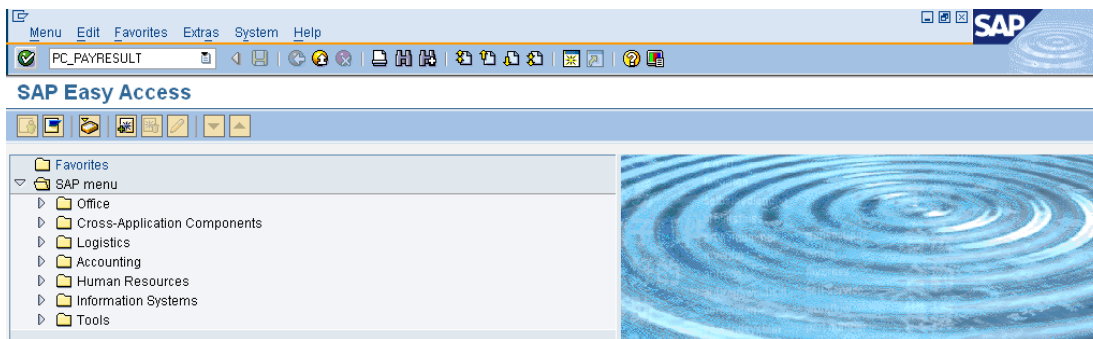 Menu Edit Favorites Extras System Help
SAP
PC_PAYRESULT
SAP Easy Access
Favorites
SAP menu
Office
Cross-Application Components
Logistics
Accounting
Human Resources
Information Systems
Tools